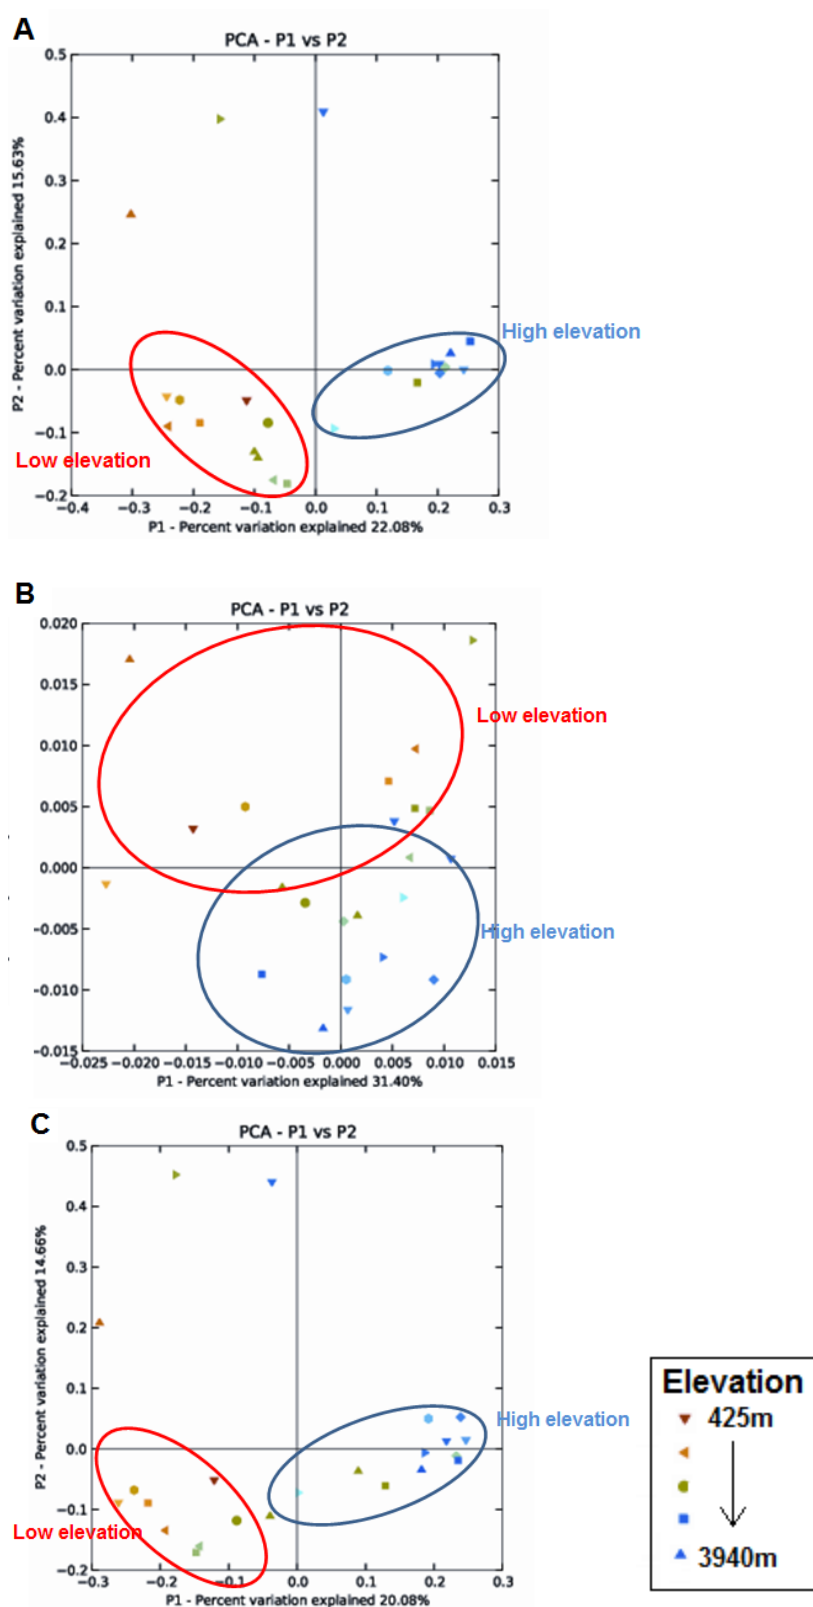 A
PCA - P1 vs P2
0.5
0.4
0.3
0.2
0.1
0.0
−0.1
−0.2
P2 - Percent variation explained 15.63%
High elevation
Low elevation
−0.4 −0.3 −0.2 −0.1 0.0 0.1 0.2 0.3
P1 - Percent variation explained 22.08%
B
PCA - P1 vs P2
0.020
0.015
0.010
0.005
0.000
−0.005
−0.010
−0.015
Low elevation
High elevation
−0.025 −0.020 −0.015 −0.010 −0.005 0.000 0.005 0.010 0.015
P1 - Percent variation explained 31.40%
C
PCA - P1 vs P2
0.5
0.4
0.3
0.2
0.1
0.0
−0.1
−0.2
P2 - Percent variation explained 14.66%
High elevation
Low elevation
−0.3 −0.2 −0.1 0.0 0.1 0.2 0.3
P1 - Percent variation explained 20.08%
Elevation
425m
3940m